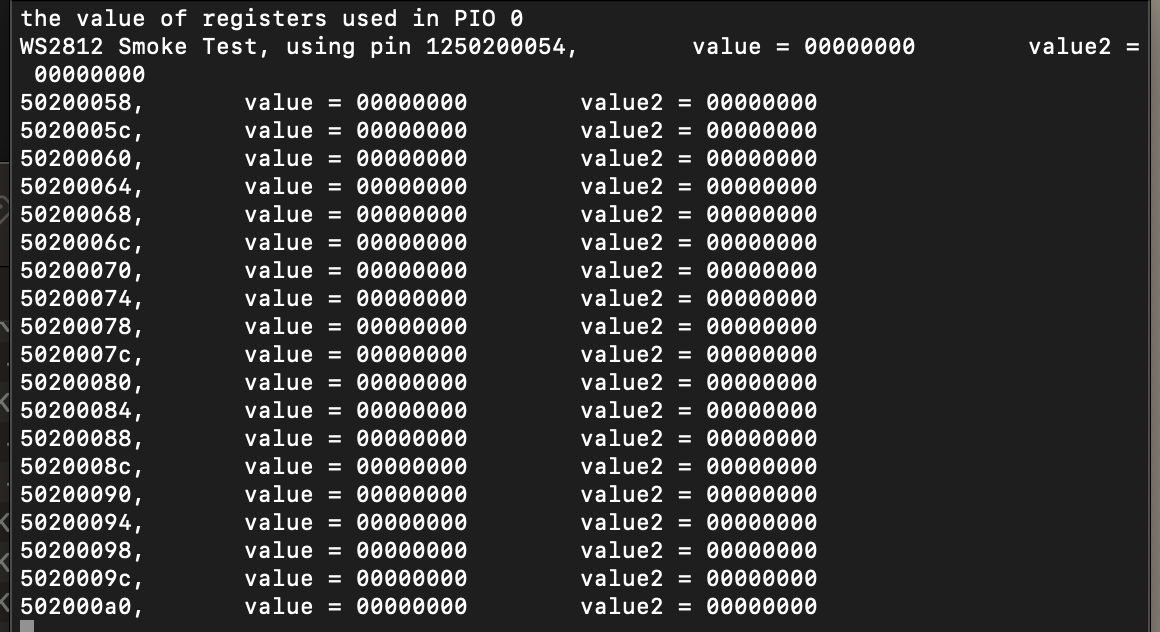 the value of registers used in PIO 0
WS2812 Smoke Test, using pin 1250200054,        value = 00000000        value2 =
 00000000
50200058,       value = 00000000        value2 = 00000000
5020005c,       value = 00000000        value2 = 00000000
50200060,       value = 00000000        value2 = 00000000
50200064,       value = 00000000        value2 = 00000000
50200068,       value = 00000000        value2 = 00000000
5020006c,       value = 00000000        value2 = 00000000
50200070,       value = 00000000        value2 = 00000000
50200074,       value = 00000000        value2 = 00000000
50200078,       value = 00000000        value2 = 00000000
5020007c,       value = 00000000        value2 = 00000000
50200080,       value = 00000000        value2 = 00000000
50200084,       value = 00000000        value2 = 00000000
50200088,       value = 00000000        value2 = 00000000
5020008c,       value = 00000000        value2 = 00000000
50200090,       value = 00000000        value2 = 00000000
50200094,       value = 00000000        value2 = 00000000
50200098,       value = 00000000        value2 = 00000000
5020009c,       value = 00000000        value2 = 00000000
502000a0,       value = 00000000        value2 = 00000000